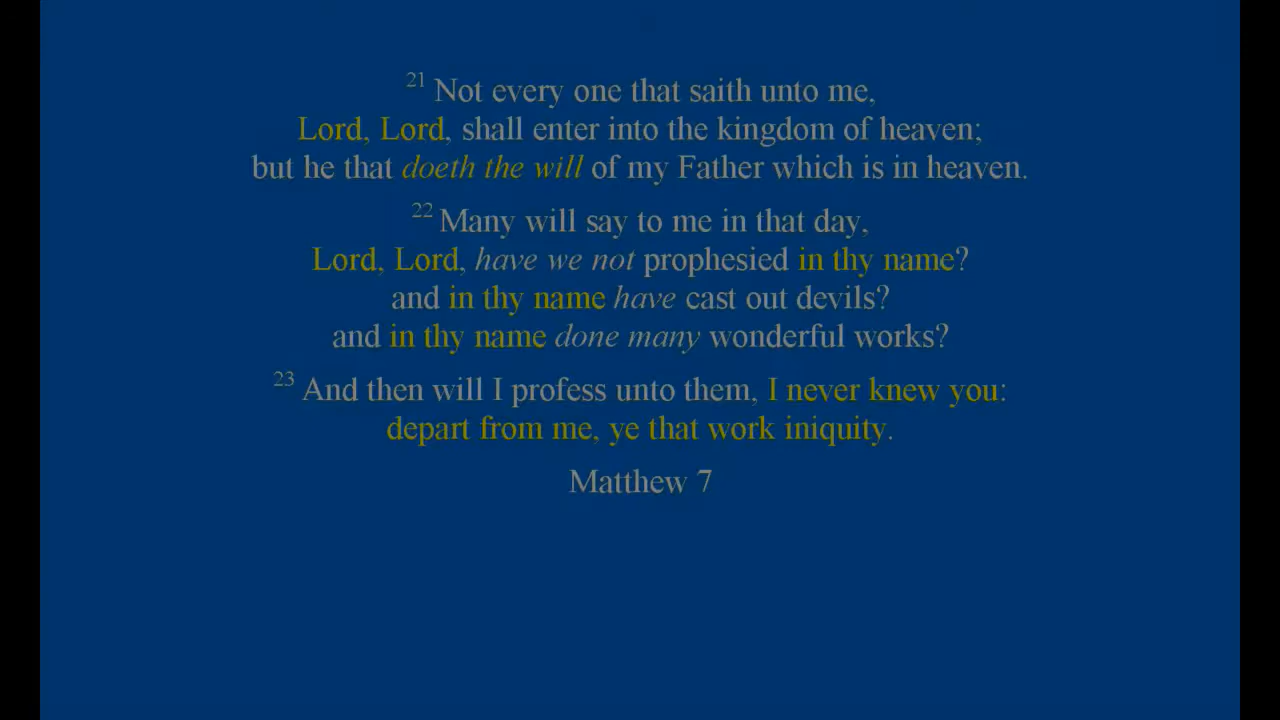 21 Not every one that saith unto me,
Lord, Lord, shall enter into the kingdom of heaven;
but he that doeth the will of my Father which is in heaven.
22 Many will say to me in that day,
Lord, Lord, have we not prophesied in thy name?
and in thy name have cast out devils?
and in thy name done many wonderful works?
23 And then will I profess unto them, I never knew you:
depart from me, ye that work iniquity.
Matthew 7